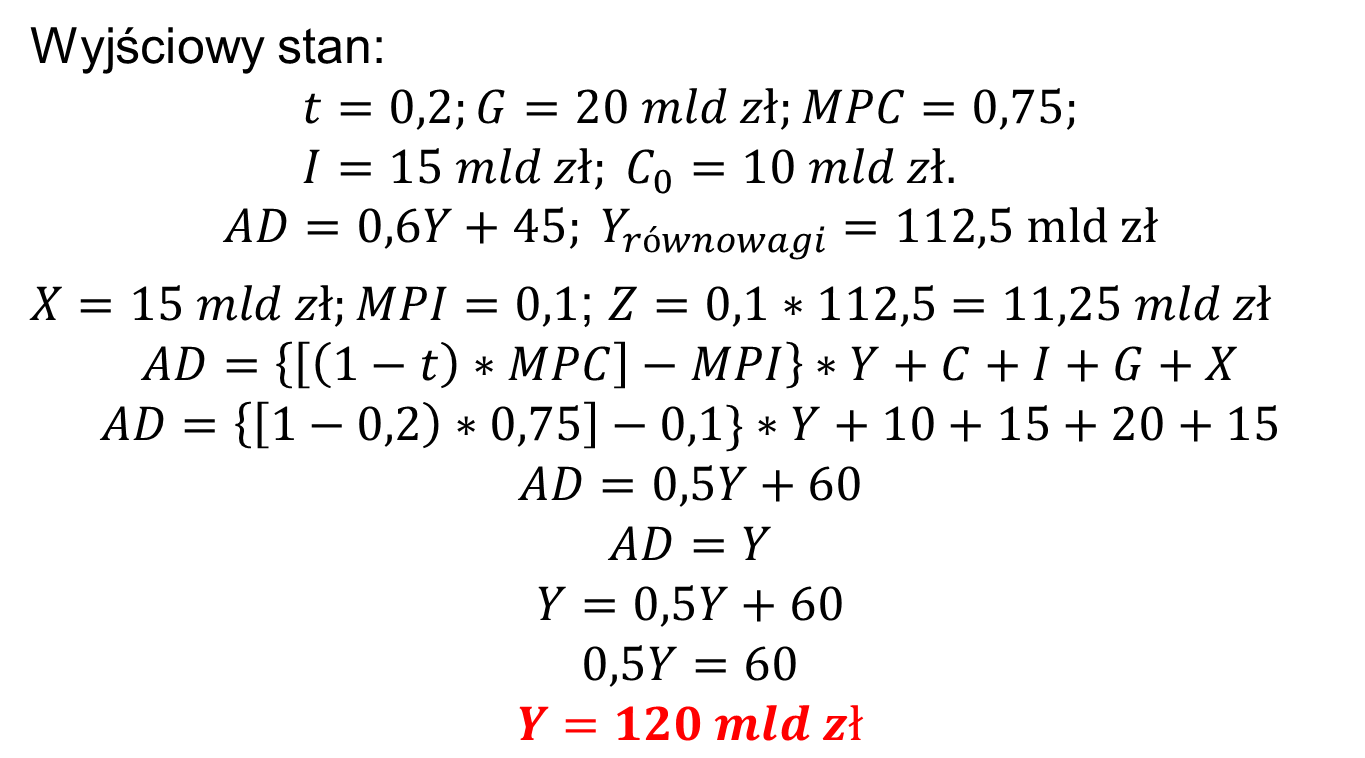 Wyjściowy stan:
t = 0,2; G = 20 mld zł; MPC = 0,75;
I = 15 mld zł; C₀ = 10 mld zł.
AD = 0,6Y + 45; Yrównowagi = 112,5 mld zł
X = 15 mld zł; MPI = 0,1; Z = 0,1 ∗ 112,5 = 11,25 mld zł
AD = {[(1 − t) ∗ MPC] − MPI} ∗ Y + C + I + G + X
AD = {[1 − 0,2) ∗ 0,75] − 0,1} ∗ Y + 10 + 15 + 20 + 15
AD = 0,5Y + 60
AD = Y
Y = 0,5Y + 60
0,5Y = 60
Y = 120 mld zł